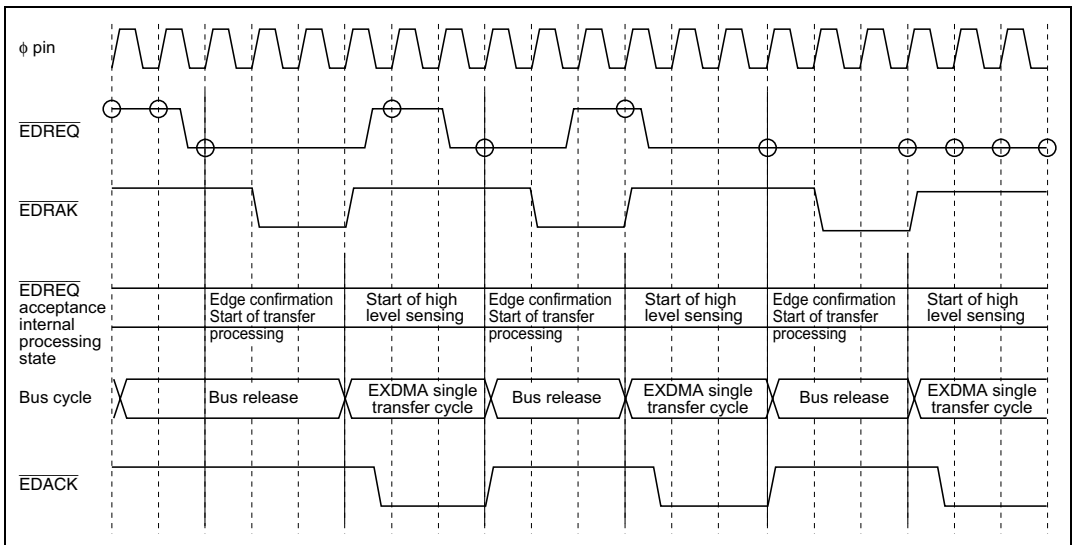 ϕ pin
EDREQ
EDRAK
EDREQ
acceptance
internal
processing
state
Edge confirmation
Start of transfer
processing
Start of high
level sensing
Edge confirmation
Start of transfer
processing
Start of high
level sensing
Edge confirmation
Start of transfer
processing
Start of high
level sensing
Bus cycle
Bus release
EXDMA single
transfer cycle
Bus release
EXDMA single
transfer cycle
Bus release
EXDMA single
transfer cycle
EDACK